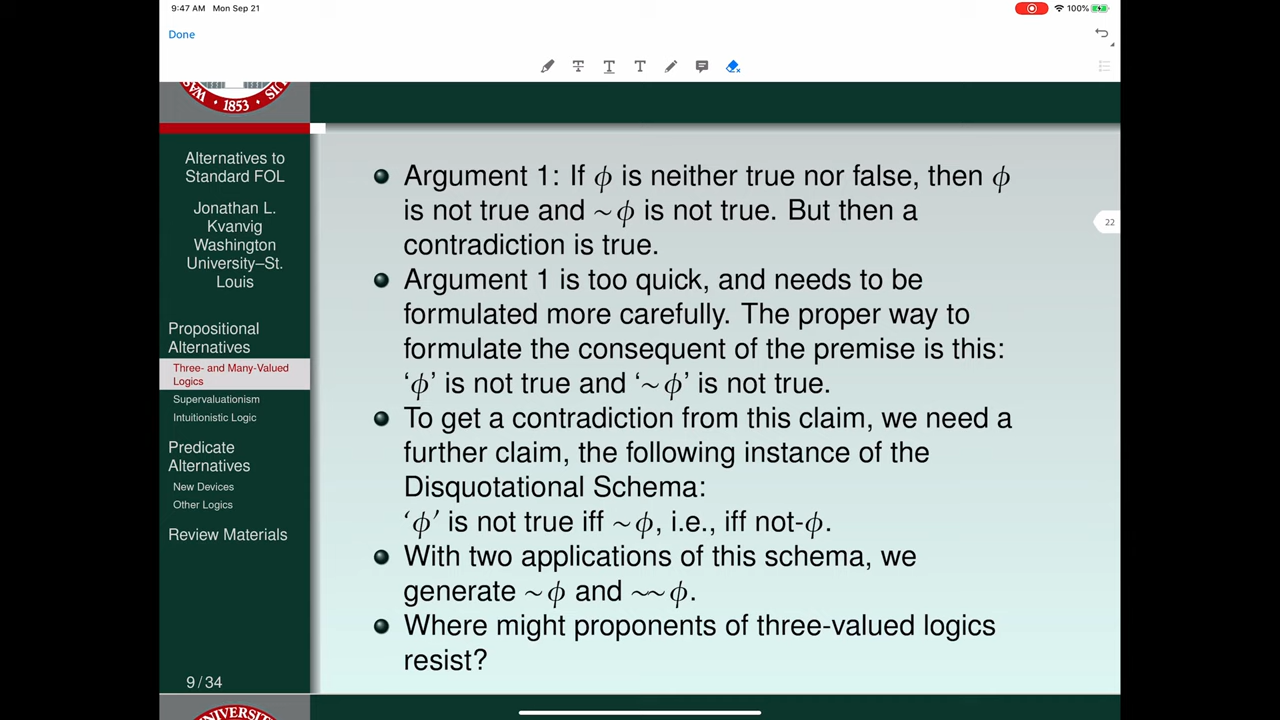 9:47 AM Mon Sep 21
100%
Done
1853
Alternatives to
Standard FOL
Jonathan L.
Kvanvig
Washington
University–St.
Louis
Propositional
Alternatives
Three- and Many-Valued
Logics
Supervaluationism
Intuitionistic Logic
Predicate
Alternatives
New Devices
Other Logics
Review Materials
9 / 34
Argument 1: If ϕ is neither true nor false, then ϕ
is not true and ∼ϕ is not true. But then a
contradiction is true.
Argument 1 is too quick, and needs to be
formulated more carefully. The proper way to
formulate the consequent of the premise is this:
‘ϕ’ is not true and ‘∼ϕ’ is not true.
To get a contradiction from this claim, we need a
further claim, the following instance of the
Disquotational Schema:
‘ϕ’ is not true iff ∼ϕ, i.e., iff not-ϕ.
With two applications of this schema, we
generate ∼ϕ and ∼∼ϕ.
Where might proponents of three-valued logics
resist?
22